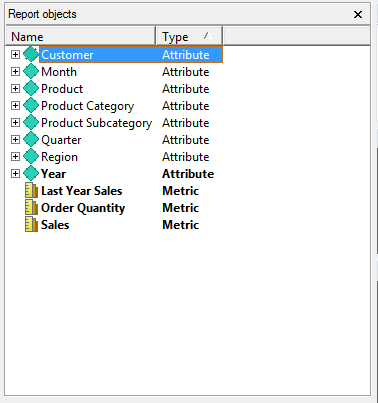 Report objects
Name Type
Customer Attribute
Month Attribute
Product Attribute
Product Category Attribute
Product Subcategory Attribute
Quarter Attribute
Region Attribute
Year Attribute
Last Year Sales Metric
Order Quantity Metric
Sales Metric